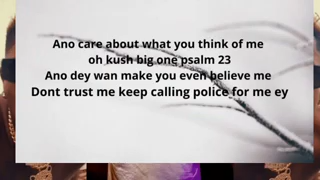 Ano care about what you think of me
oh kush big one psalm 23
Ano dey wan make you even believe me
Dont trust me keep calling police for me ey